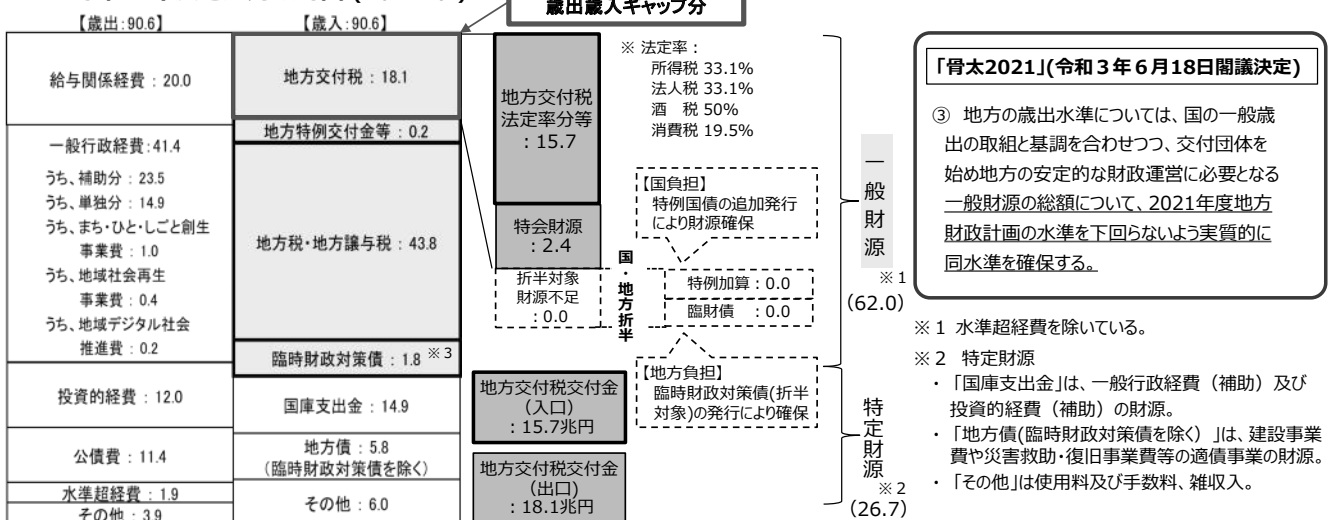 歳出歳入ギャップ分
【歳出:90.6】
【歳入:90.6】
給与関係経費：20.0
一般行政経費:41.4
うち、補助分：23.5
うち、単独分：14.9
うち、まち・ひと・しごと創生
事業費：1.0
うち、地域社会再生
事業費：0.4
うち、地域デジタル社会
推進費：0.2
投資的経費：12.0
公債費：11.4
水準超経費：1.9
その他：3.9
地方交付税：18.1
地方特例交付金等：0.2
地方税・地方譲与税：43.8
臨時財政対策債：1.8 ※3
国庫支出金：14.9
地方債：5.8
（臨時財政対策債を除く）
その他：6.0
地方交付税
法定率分等
：15.7
特会財源
：2.4
折半対象
財源不足
：0.0
国・地方折半
地方交付税交付金
（入口）
：15.7兆円
地方交付税交付金
（出口）
：18.1兆円
※ 法定率：
所得税 33.1%
法人税 33.1%
酒　税 50%
消費税 19.5%
【国負担】
特例国債の追加発行
により財源確保
特例加算：0.0
臨財債　：0.0
【地方負担】
臨時財政対策債(折半
対象)の発行により確保
一般財源
※1
（62.0）
特定財源
※2
（26.7）
「骨太2021」(令和３年６月18日閣議決定)
③　地方の歳出水準については、国の一般歳
出の取組と基調を合わせつつ、交付団体を
始め地方の安定的な財政運営に必要となる
一般財源の総額について、2021年度地方
財政計画の水準を下回らないよう実質的に
同水準を確保する。
※１ 水準超経費を除いている。
※２ 特定財源
・「国庫支出金」は、一般行政経費（補助）及び
投資的経費（補助）の財源。
・「地方債(臨時財政対策債を除く）」は、建設事業
費や災害救助・復旧事業費等の適債事業の財源。
・「その他」は使用料及び手数料、雑収入。